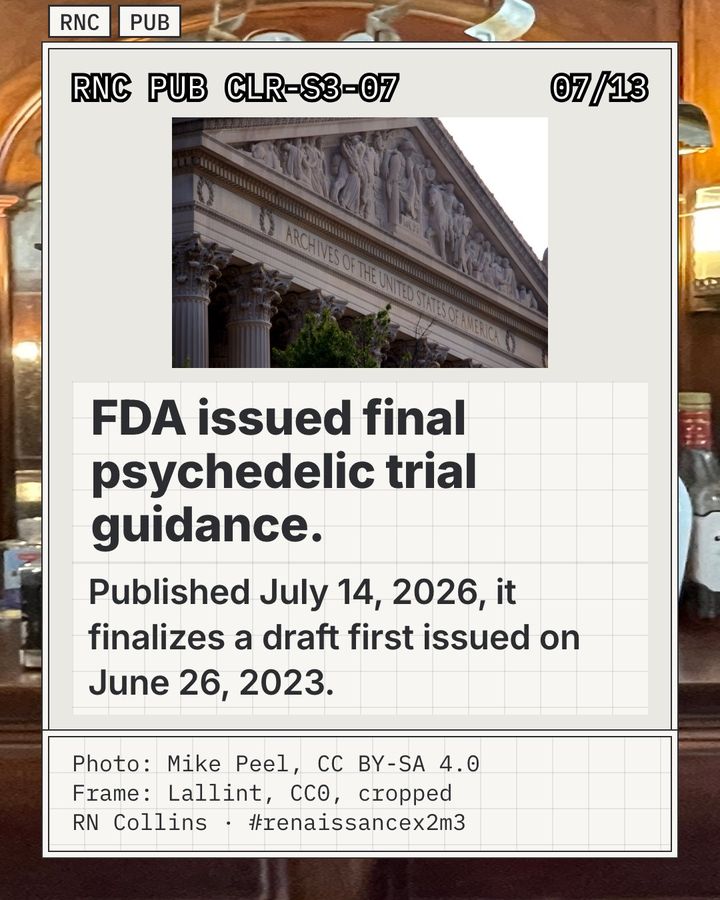 RNC PUB
RNC PUB CLR-S3-07 07/13
ARCHIVES OF THE UNITED STATES OF AMERICA
FDA issued final
psychedelic trial
guidance.
Published July 14, 2026, it
finalizes a draft first issued on
June 26, 2023.
Photo: Mike Peel, CC BY-SA 4.0
Frame: Lallint, CC0, cropped
RN Collins · #renaissancex2m3